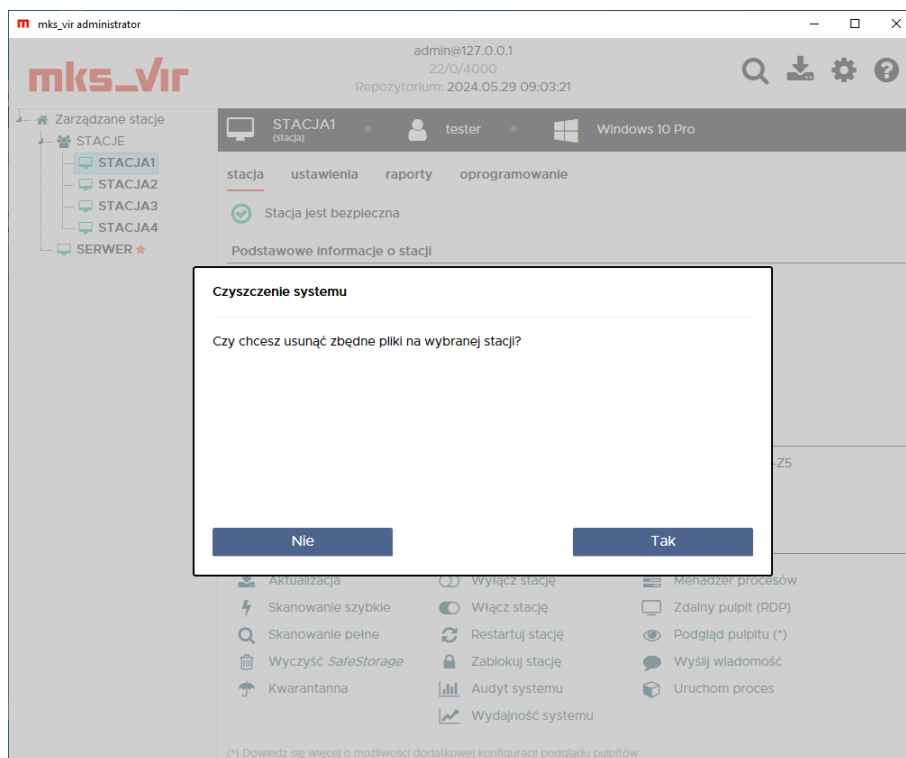 mks_vir administrator
mks_vir
admin@127.0.0.1
22/0/4000
Repozytorium: 2024.05.29 09:03:21
Zarządzane stacje
STACJE
STACJA1
STACJA2
STACJA3
STACJA4
SERWER
STACJA1
(stacja)
tester
Windows 10 Pro
stacja ustawienia raporty oprogramowanie
Stacja jest bezpieczna
Podstawowe informacje o stacji
Czyszczenie systemu
Czy chcesz usunąć zbędne pliki na wybranej stacji?
-Z5
Nie Tak
Aktualizacja Wyłącz stację Menadżer procesów
Skanowanie szybkie Włącz stację Zdalny pulpit (RDP)
Skanowanie pełne Restartuj stację Podgląd pulpitu (*)
Wyczyść SafeStorage Zablokuj stację Wyślij wiadomość
Kwarantanna Audyt systemu Uruchom proces
Wydajność systemu
(*) Dowiedz się więcej o możliwości dodatkowej konfiguracji podglądu pulpitów